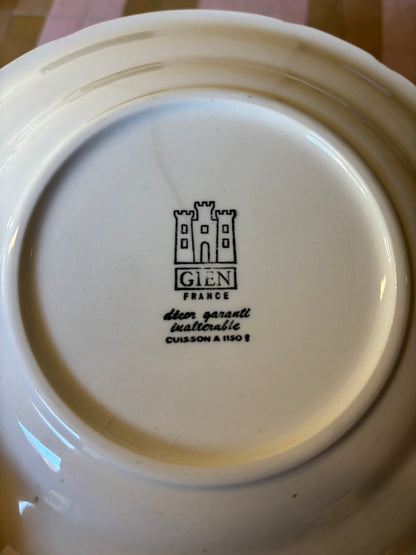 GIEN
FRANCE
décor garanti
inaltérable
CUISSON A 1150°